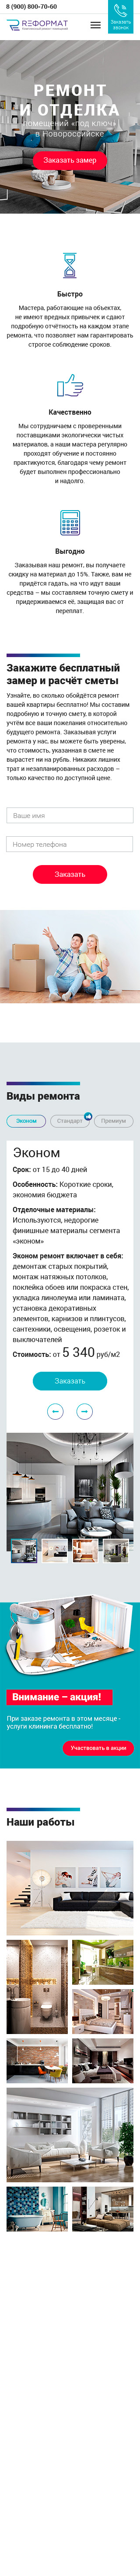 8 (900) 800-70-60
Заказать
звонок
REФОРМАТ
РЕМОНТ
И ОТДЕЛКА
помещений «под ключ»
в Новороссийске
Заказать замер
Быстро
Мастера, работающие на объектах,
не имеют вредных привычек и сдают
подробную отчётность на каждом этапе
ремонта, что позволяет нам гарантировать
строгое соблюдение сроков.
Качественно
Мы сотрудничаем с проверенными
поставщиками экологически чистых
материалов, а наши мастера регулярно
проходят обучение и постоянно
практикуются, благодаря чему ремонт
будет выполнен профессионально
и надолго.
Выгодно
Заказывая наш ремонт, вы получаете
скидку на материал до 15%. Также, вам не
придётся гадать, на что идут ваши
средства – мы составляем точную смету и
придерживаемся её, защищая вас от
переплат.
Закажите бесплатный
замер и расчёт сметы
Узнайте, во сколько обойдётся ремонт
вашей квартиры бесплатно! Мы составим
подробную и точную смету, в которой
учтём все ваши пожелания относительно
будущего ремонта. Заказывая услуги
ремонта у нас, вы можете быть уверены,
что стоимость, указанная в смете, не
вырастет ни на рубль. Никаких лишних
трат и незапланированных расходов –
только качество по доступной цене.
Ваше имя
Номер телефона
Заказать
Виды ремонта
Эконом
Стандарт
Премиум
Эконом
Срок: от 15 до 40 дней
Особенность: Короткие сроки,
экономия бюджета
Отделочные материалы:
Используются, недорогие
финишные материалы сегмента
«эконом»
Эконом ремонт включает в себя:
демонтаж старых покрытий,
монтаж натяжных потолков,
поклейка обоев или покраска стен,
укладка линолеума или ламината,
установка декоративных
элементов, карнизов и плинтусов,
сантехники, освещения, розеток и
выключателей
Стоимость: от 5 340 руб/м2
Заказать
Внимание – акция!
При заказе ремонта в этом месяце -
услуги клининга бесплатно!
Участвовать в акции
Наши работы